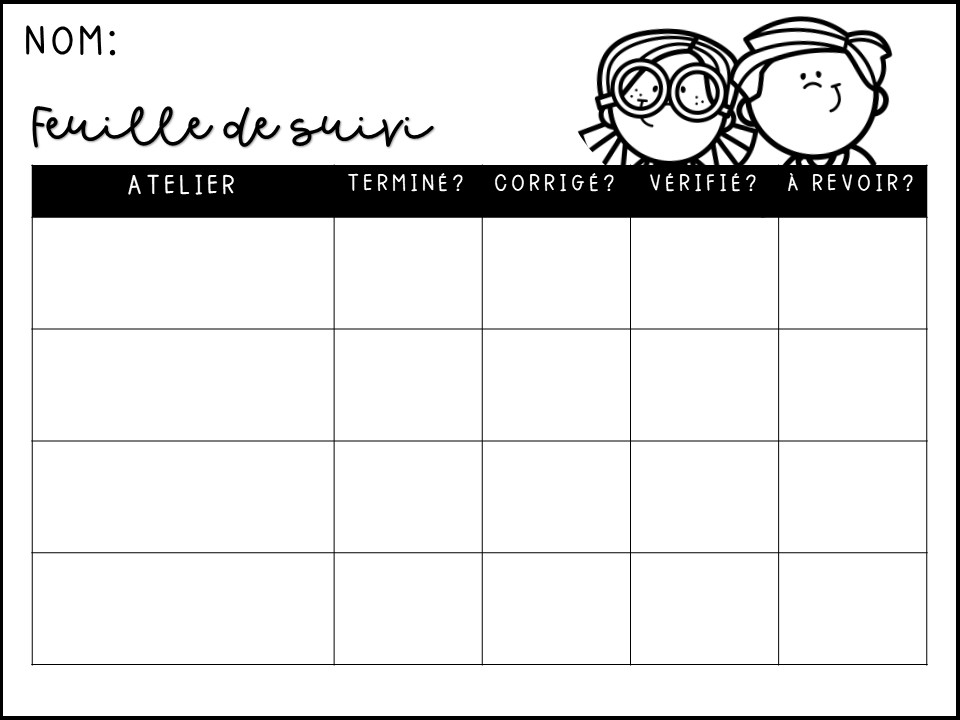 NOM:
Feuille de suivi
ATELIER TERMINÉ? CORRIGÉ? VÉRIFIÉ? À REVOIR?